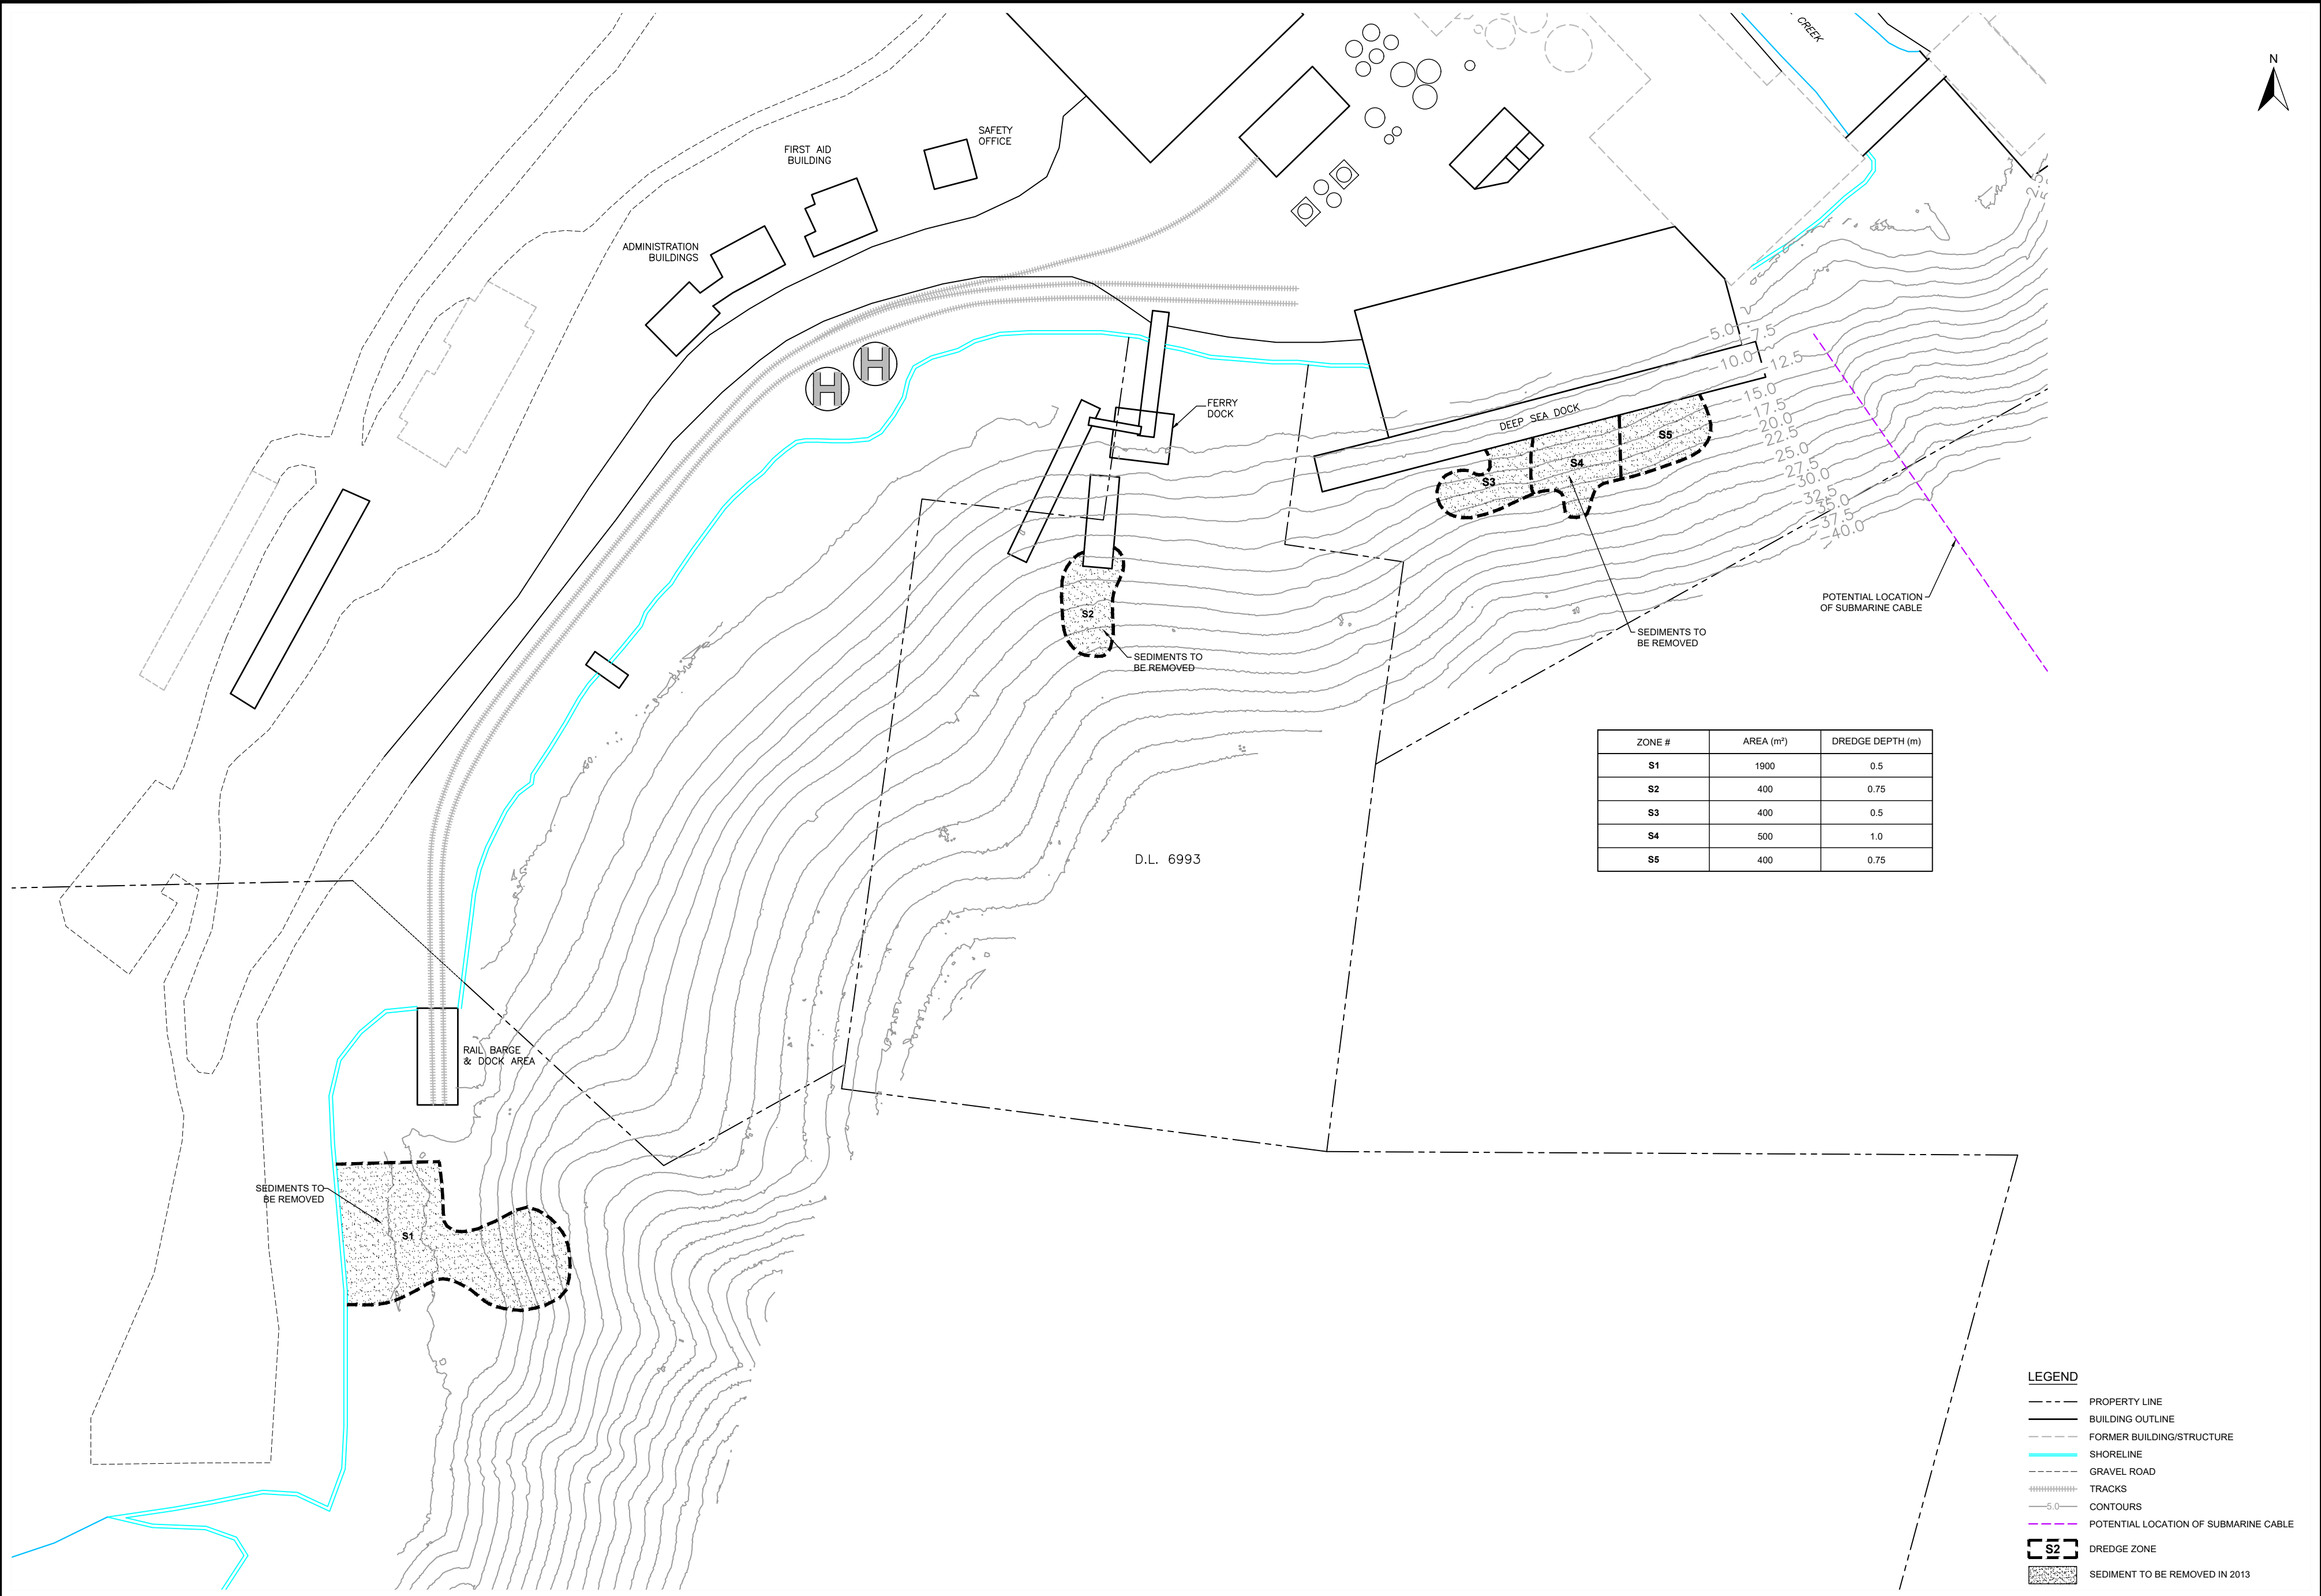 CREEK
N
SAFETY
OFFICE
FIRST AID
BUILDING
ADMINISTRATION
BUILDINGS
H
H
FERRY
DOCK
DEEP SEA DOCK
2.5
5.0
7.5
10.0
12.5
15.0
17.5
20.0
22.5
25.0
27.5
30.0
32.5
35.0
37.5
40.0
S5
S4
S3
S2
POTENTIAL LOCATION
OF SUBMARINE CABLE
SEDIMENTS TO
BE REMOVED
SEDIMENTS TO
BE REMOVED
ZONE # AREA (m²) DREDGE DEPTH (m)
S1 1900 0.5
S2 400 0.75
S3 400 0.5
S4 500 1.0
S5 400 0.75
D.L. 6993
RAIL BARGE
& DOCK AREA
SEDIMENTS TO
BE REMOVED
S1
LEGEND
PROPERTY LINE
BUILDING OUTLINE
FORMER BUILDING/STRUCTURE
SHORELINE
GRAVEL ROAD
TRACKS
5.0 CONTOURS
POTENTIAL LOCATION OF SUBMARINE CABLE
S2 DREDGE ZONE
SEDIMENT TO BE REMOVED IN 2013